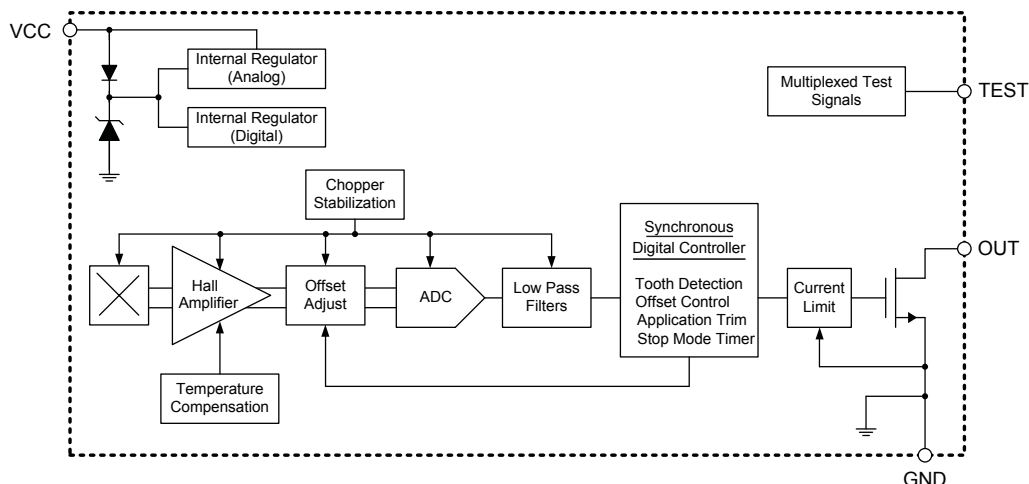 VCC
Internal Regulator
(Analog)
Internal Regulator
(Digital)
Multiplexed Test
Signals
TEST
Chopper
Stabilization
Synchronous
Digital Controller
Tooth Detection
Offset Control
Application Trim
Stop Mode Timer
Hall
Amplifier
Offset
Adjust
ADC
Low Pass
Filters
Current
Limit
OUT
Temperature
Compensation
GND